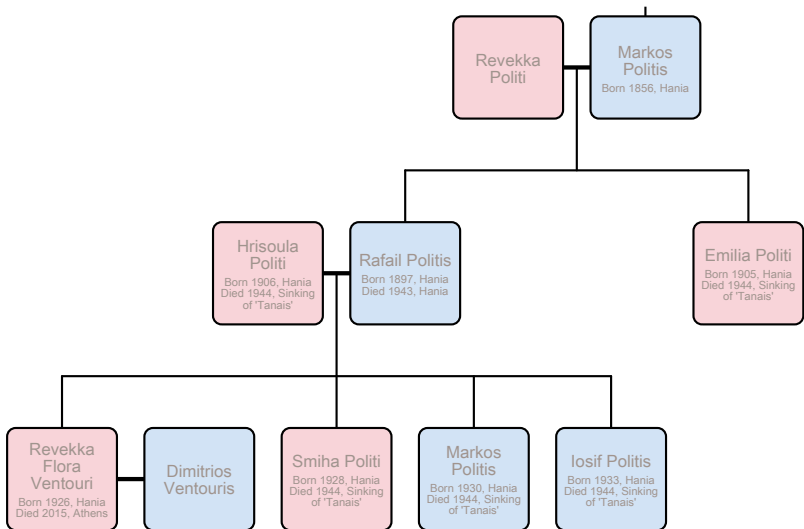 Revekka
Politi
Markos
Politis
Born 1856, Hania
Hrisoula
Politi
Born 1906, Hania
Died 1944, Sinking
of 'Tanais'
Rafail Politis
Born 1897, Hania
Died 1943, Hania
Emilia Politi
Born 1905, Hania
Died 1944, Sinking
of 'Tanais'
Revekka
Flora
Ventouri
Born 1926, Hania
Died 2015, Athens
Dimitrios
Ventouris
Smiha Politi
Born 1928, Hania
Died 1944, Sinking
of 'Tanais'
Markos
Politis
Born 1930, Hania
Died 1944, Sinking
of 'Tanais'
Iosif Politis
Born 1933, Hania
Died 1944, Sinking
of 'Tanais'